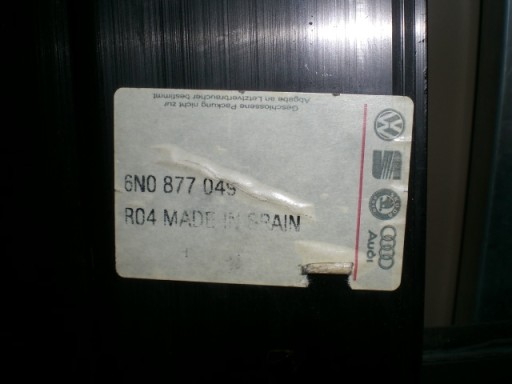 Geschlossene Packung nicht zur
Abgabe an Letztverbraucher bestimmt
6N0 877 049
R04 MADE IN SPAIN
Audi